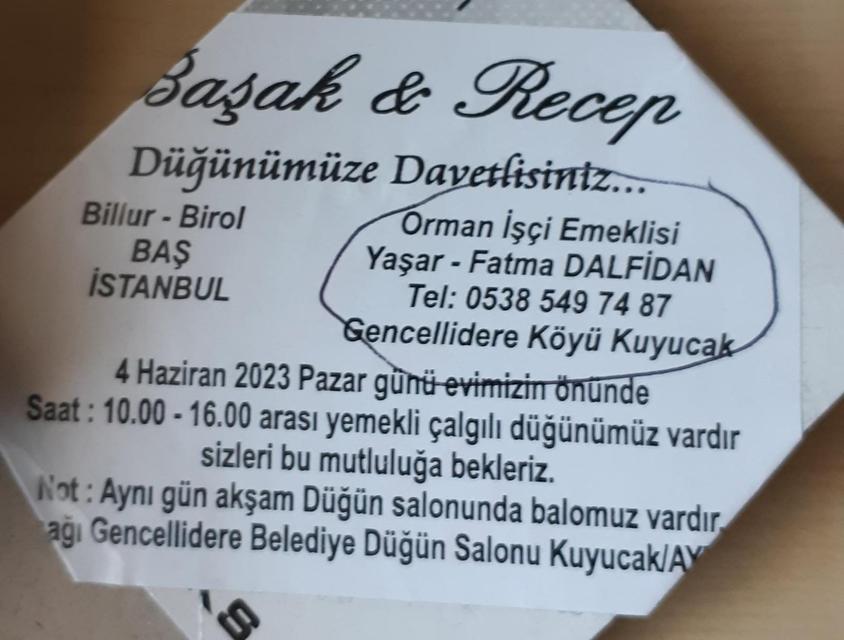 Başak & Recep
Düğünümüze Davetlisiniz...
Billur - Birol
BAŞ
İSTANBUL
Orman İşçi Emeklisi
Yaşar - Fatma DALFİDAN
Tel: 0538 549 74 87
Gencellidere Köyü Kuyucak
4 Haziran 2023 Pazar günü evimizin önünde
Saat : 10.00 - 16.00 arası yemekli çalgılı düğünümüz vardır
sizleri bu mutluluğa bekleriz.
Not : Aynı gün akşam Düğün salonunda balomuz vardır.
Gencellidere Belediye Düğün Salonu Kuyucak/